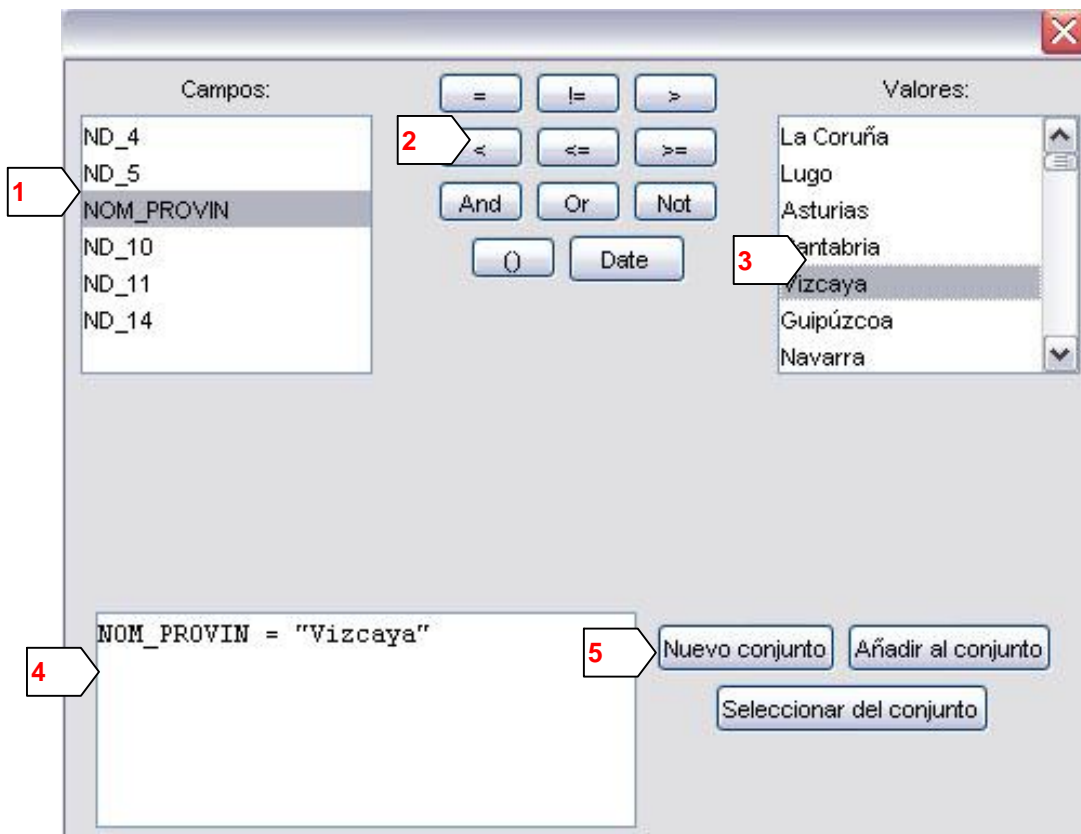 Campos:
ND_4
ND_5
NOM_PROVIN
ND_10
ND_11
ND_14
1
= != >
2
< <= >=
And Or Not
() Date
Valores:
La Coruña
Lugo
Asturias
Cantabria
Vizcaya
Guipúzcoa
Navarra
3
NOM_PROVIN = "Vizcaya"
4
5
Nuevo conjunto Añadir al conjunto
Seleccionar del conjunto